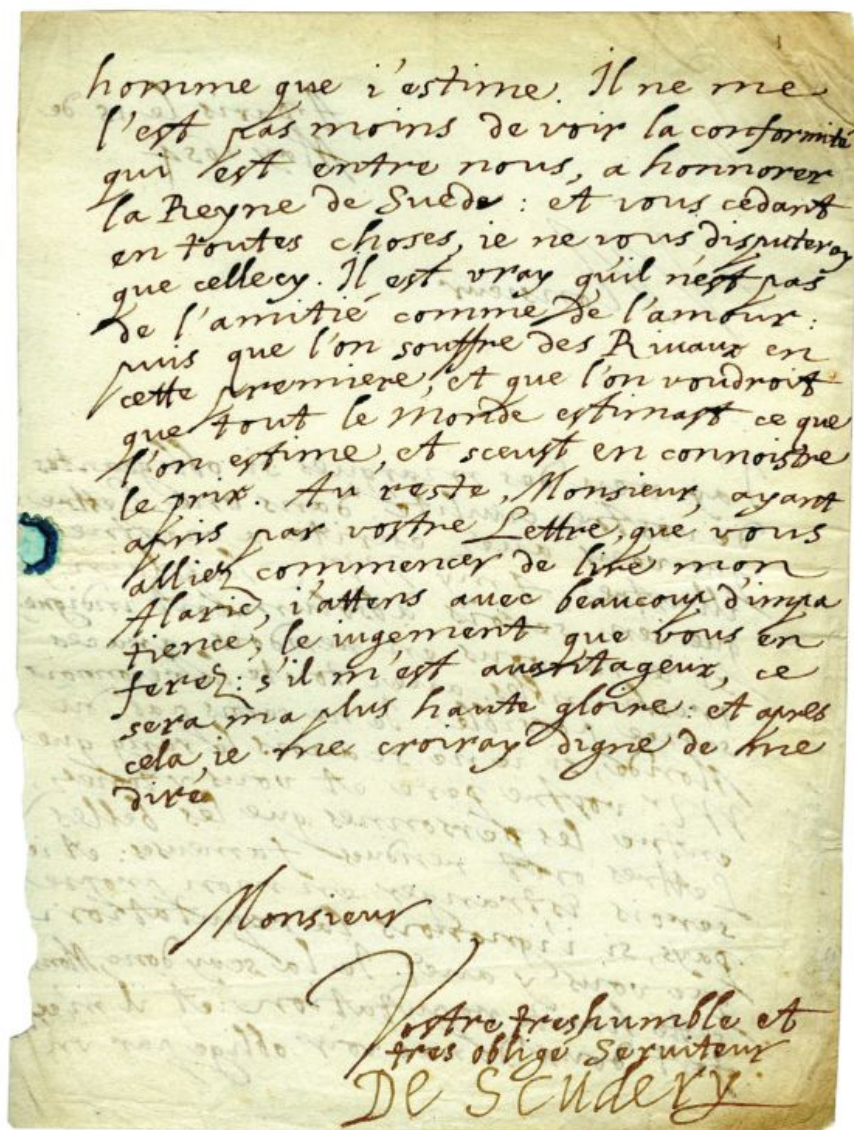 homme que i'estime. Il ne me
l'est pas moins de voir la conformité
qui est entre nous, a honnorer
la Reyne de Suede : et vous cedant
en toutes choses, ie ne vous disputeray
que cellecy. Il est vray qu'il n'est pas
de l'amitié comme de l'amour :
puis que l'on souffre des Riuaux en
cette premiere, et que l'on voudroit
que tout le monde estimast ce que
l'on estime, et sceust en connoistre
le prix. Au reste, Monsieur, ayant
apris par vostre Lettre, que vous
alliez commencer de lire mon
Alaric, i'attens auec beaucoup d'impa
tience, le iugement que vous en
ferez : s'il m'est auantageux, ce
sera ma plus haute gloire : et apres
cela, ie me croiray digne de me
dire
Monsieur
Vostre treshumble et
tres obligé Seruiteur
De Scudery.